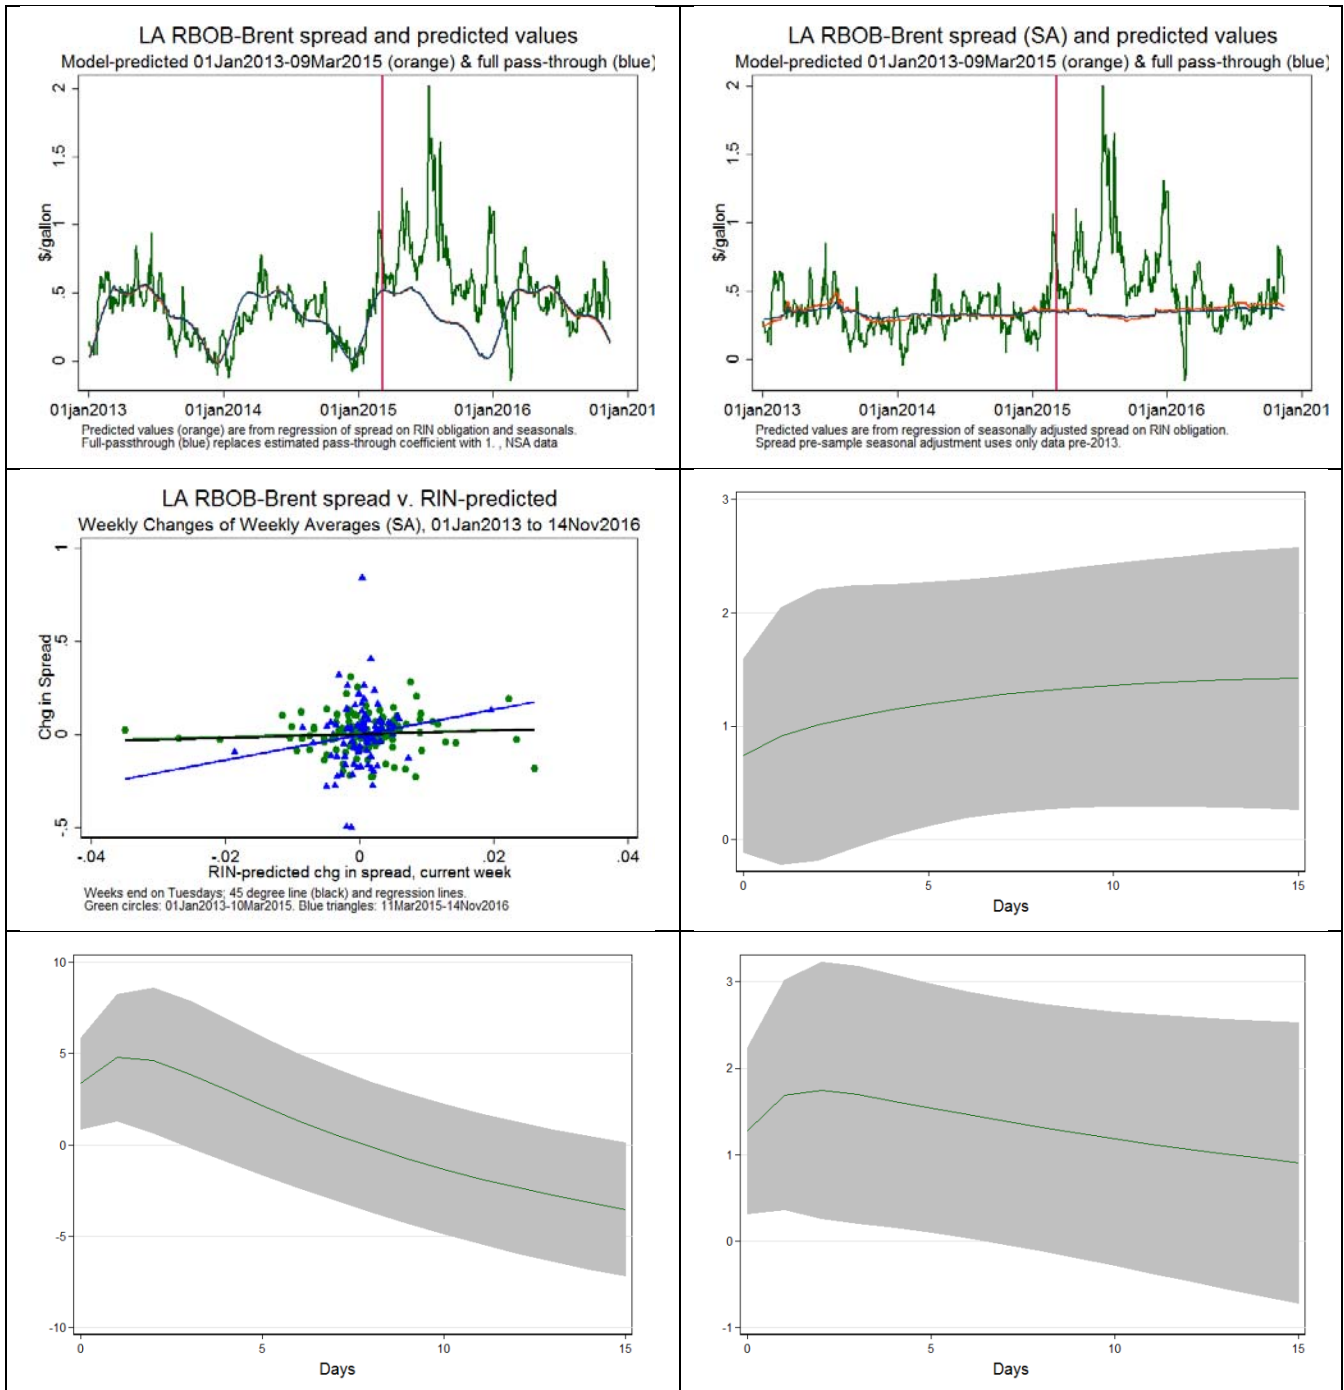 LA RBOB-Brent spread and predicted values
Model-predicted 01Jan2013-09Mar2015 (orange) & full pass-through (blue)
$/gallon
2
1.5
1
.5
0
01jan2013 01jan2014 01jan2015 01jan2016 01jan201
Predicted values (orange) are from regression of spread on RIN obligation and seasonals.
Full-passthrough (blue) replaces estimated pass-through coefficient with 1. , NSA data
LA RBOB-Brent spread (SA) and predicted values
Model-predicted 01Jan2013-09Mar2015 (orange) & full pass-through (blue)
$/gallon
2
1.5
1
.5
0
01jan2013 01jan2014 01jan2015 01jan2016 01jan201
Predicted values are from regression of seasonally adjusted spread on RIN obligation.
Spread pre-sample seasonal adjustment uses only data pre-2013.
LA RBOB-Brent spread v. RIN-predicted
Weekly Changes of Weekly Averages (SA), 01Jan2013 to 14Nov2016
Chg in Spread
1
.5
0
-.5
-.04 -.02 0 .02 .04
RIN-predicted chg in spread, current week
Weeks end on Tuesdays; 45 degree line (black) and regression lines.
Green circles: 01Jan2013-10Mar2015. Blue triangles: 11Mar2015-14Nov2016
3
2
1
0
0 5 10 15
Days
10
5
0
-5
-10
0 5 10 15
Days
3
2
1
0
-1
0 5 10 15
Days